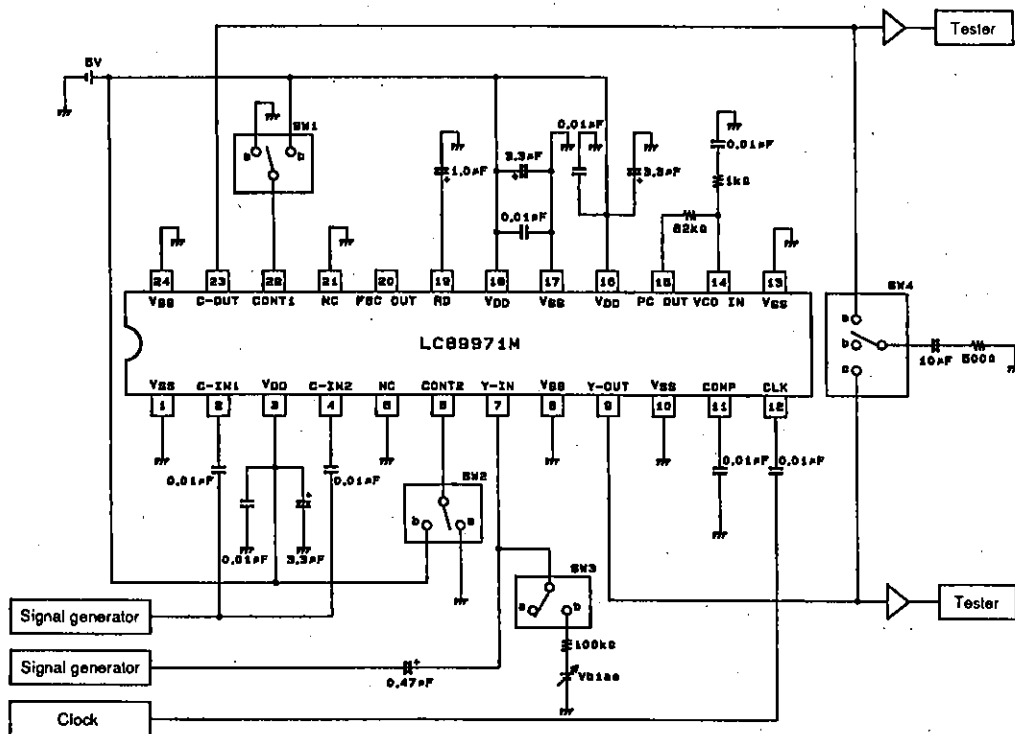 Tester
5V
SW1
a
b
0.01µF
1.0µF
3.3µF
3.3µF
0.01µF
1kΩ
0.01µF
82kΩ
24
23
22
21
20
19
18
17
16
15
14
13
VSS
C-OUT
CONT1
NC
FSC OUT
RD
VDD
VSS
VDD
PC OUT
VCO IN
VSS
SW4
a
b
c
10µF
500Ω
LC89971M
VSS
C-IN1
VDD
C-IN2
NC
CONT2
Y-IN
VSS
Y-OUT
VSS
COMP
CLK
1
2
3
4
5
6
7
8
9
10
11
12
0.01µF
0.01µF
0.01µF
0.01µF
SW2
b
a
0.01µF
3.3µF
SW3
a
b
Signal generator
Tester
100kΩ
Signal generator
0.47µF
Vbias
Clock